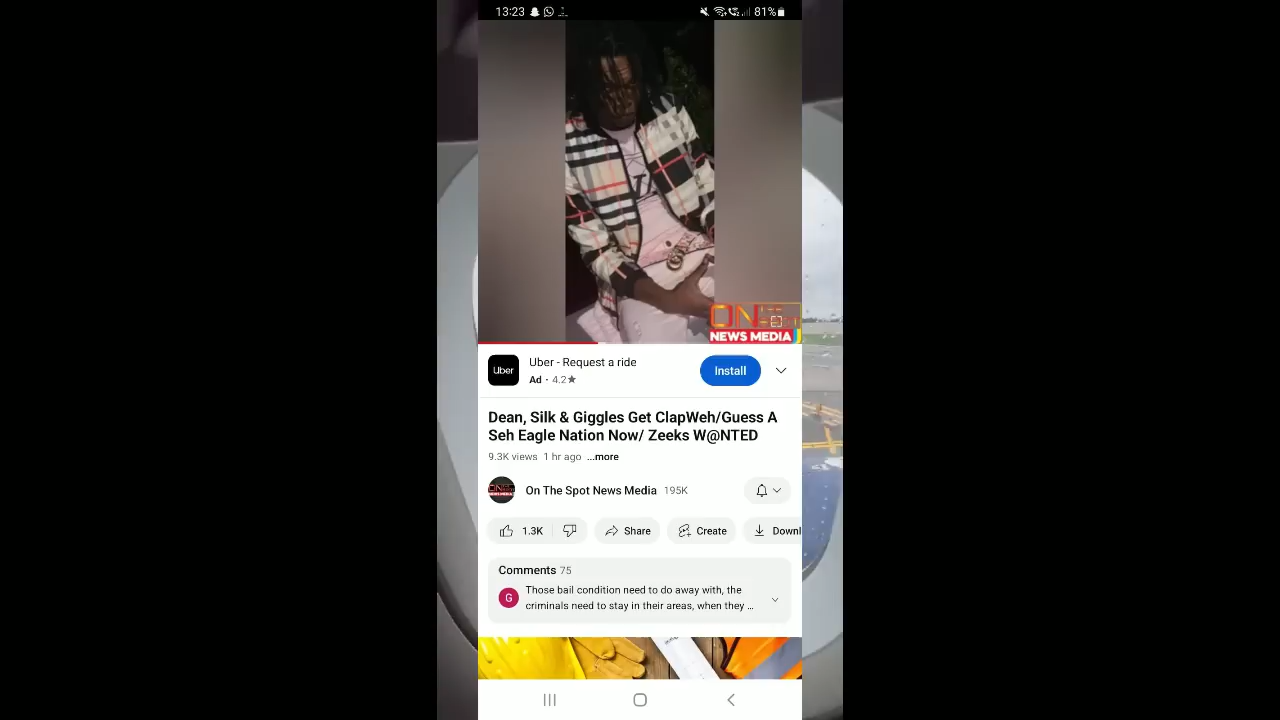 13:23
81%
ON
NEWS MEDIA
Uber
Uber - Request a ride
Ad · 4.2★
Install
Dean, Silk & Giggles Get ClapWeh/Guess A
Seh Eagle Nation Now/ Zeeks W@NTED
9.3K views 1 hr ago ...more
On The Spot News Media 195K
1.3K
Share
Create
Downl
Comments 75
G
Those bail condition need to do away with, the
criminals need to stay in their areas, when they ...